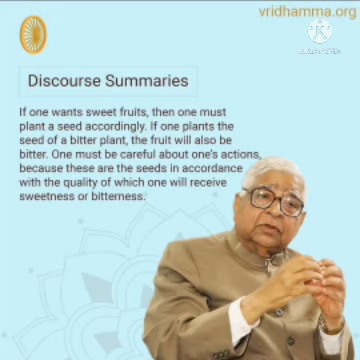 vridhamma.org
Discourse Summaries
If one wants sweet fruits, then one must
plant a seed accordingly. If one plants the
seed of a bitter plant, the fruit will also be
bitter. One must be careful about one's actions,
because these are the seeds in accordance
with the quality of which one will receive
sweetness or bitterness.